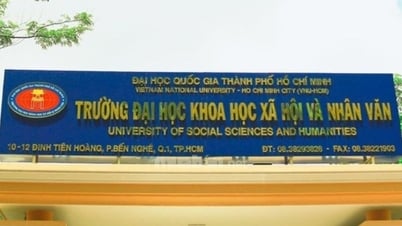 ĐẠI HỌC QUỐC GIA THÀNH PHỐ HỒ CHÍ MINH
VIETNAM NATIONAL UNIVERSITY - HO CHI MINH CITY (VNU-HCM)
TRƯỜNG ĐẠI HỌC KHOA HỌC XÃ HỘI VÀ NHÂN VĂN
UNIVERSITY OF SOCIAL SCIENCES AND HUMANITIES
10 - 12 ĐINH TIÊN HOÀNG, P.BẾN NGHÉ, Q.1, TP.HCM ĐT: 08.38293828 - FAX: 08.38221903